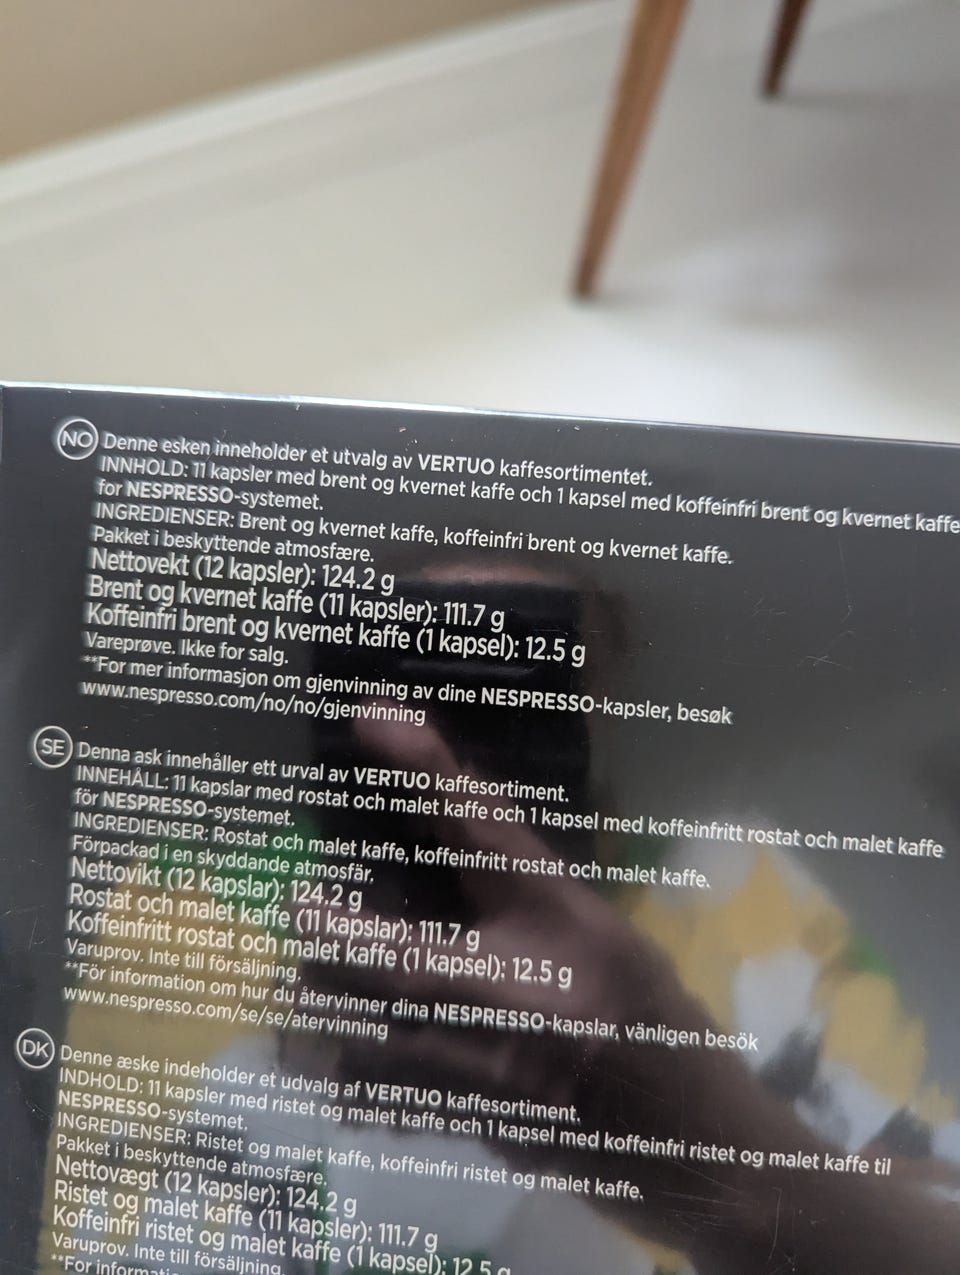 NO Denne esken inneholder et utvalg av VERTUO kaffesortimentet.
INNHOLD: 11 kapsler med brent og kvernet kaffe och 1 kapsel med koffeinfri brent og kvernet kaffe
for NESPRESSO-systemet.
INGREDIENSER: Brent og kvernet kaffe, koffeinfri brent og kvernet kaffe.
Pakket i beskyttende atmosfære.
Nettovekt (12 kapsler): 124.2 g
Brent og kvernet kaffe (11 kapsler): 111.7 g
Koffeinfri brent og kvernet kaffe (1 kapsel): 12.5 g
Vareprøve. Ikke for salg.
**For mer informasjon om gjenvinning av dine NESPRESSO-kapsler, besøk
www.nespresso.com/no/no/gjenvinning
SE Denna ask innehåller ett urval av VERTUO kaffesortiment.
INNEHÅLL: 11 kapslar med rostat och malet kaffe och 1 kapsel med koffeinfritt rostat och malet kaffe
för NESPRESSO-systemet.
INGREDIENSER: Rostat och malet kaffe, koffeinfritt rostat och malet kaffe.
Förpackad i en skyddande atmosfär.
Nettovikt (12 kapslar): 124.2 g
Rostat och malet kaffe (11 kapslar): 111.7 g
Koffeinfritt rostat och malet kaffe (1 kapsel): 12.5 g
Varuprov. Inte till försäljning.
**För information om hur du återvinner dina NESPRESSO-kapslar, vänligen besök
www.nespresso.com/se/se/atervinning
DK Denne æske indeholder et udvalg af VERTUO kaffesortiment.
INDHOLD: 11 kapsler med ristet og malet kaffe och 1 kapsel med koffeinfri ristet og malet kaffe til
NESPRESSO-systemet.
INGREDIENSER: Ristet og malet kaffe, koffeinfri ristet og malet kaffe.
Pakket i beskyttende atmosfære.
Nettovægt (12 kapsler): 124.2 g
Ristet og malet kaffe (11 kapsler): 111.7 g
Koffeinfri ristet og malet kaffe (1 kapsel): 12.5 g
Varuprov. Inte till försäljning.
**For